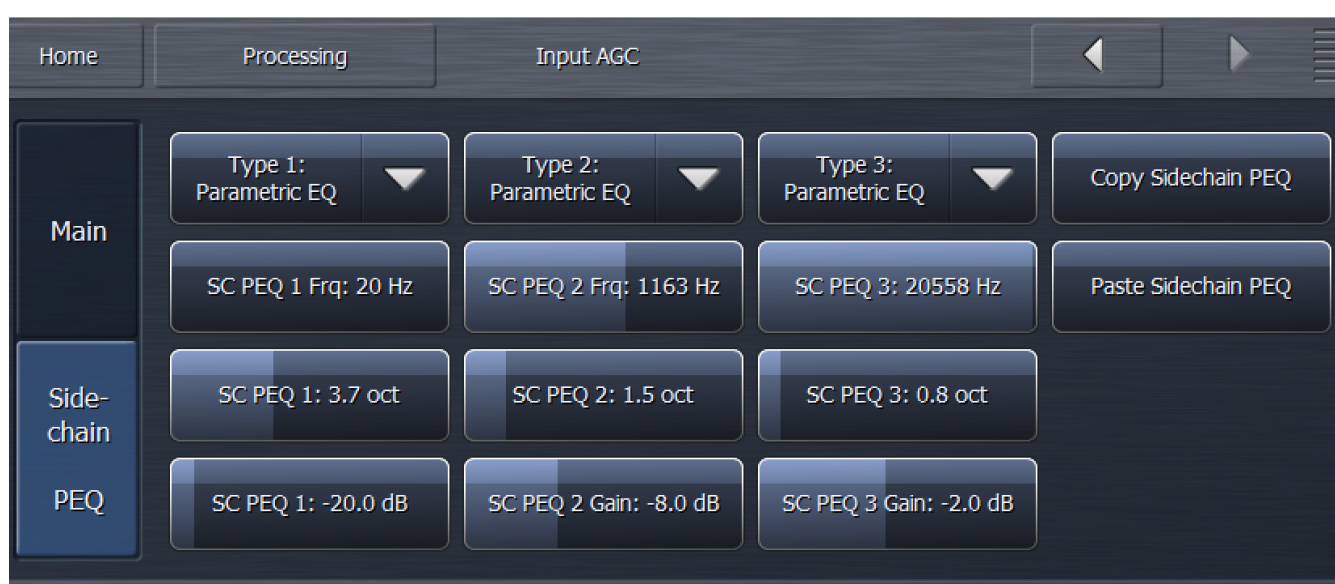 Home
Processing
Input AGC
Main
Side-
chain
PEQ
Type 1:
Parametric EQ
Type 2:
Parametric EQ
Type 3:
Parametric EQ
Copy Sidechain PEQ
SC PEQ 1 Frq: 20 Hz
SC PEQ 2 Frq: 1163 Hz
SC PEQ 3: 20558 Hz
Paste Sidechain PEQ
SC PEQ 1: 3.7 oct
SC PEQ 2: 1.5 oct
SC PEQ 3: 0.8 oct
SC PEQ 1: -20.0 dB
SC PEQ 2 Gain: -8.0 dB
SC PEQ 3 Gain: -2.0 dB